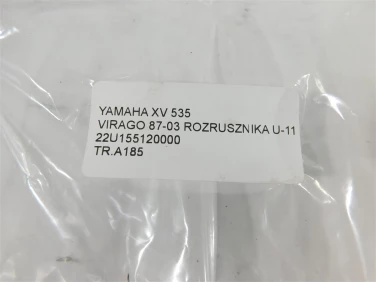 YAMAHA XV 535
VIRAGO 87-03 ROZRUSZNIKA U-11
22U155120000
TR.A185